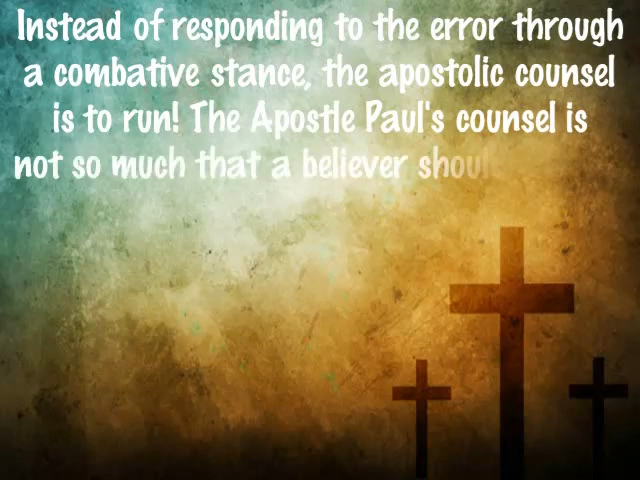 Instead of responding to the error through
a combative stance, the apostolic counsel
is to run! The Apostle Paul's counsel is
not so much that a believer shoul